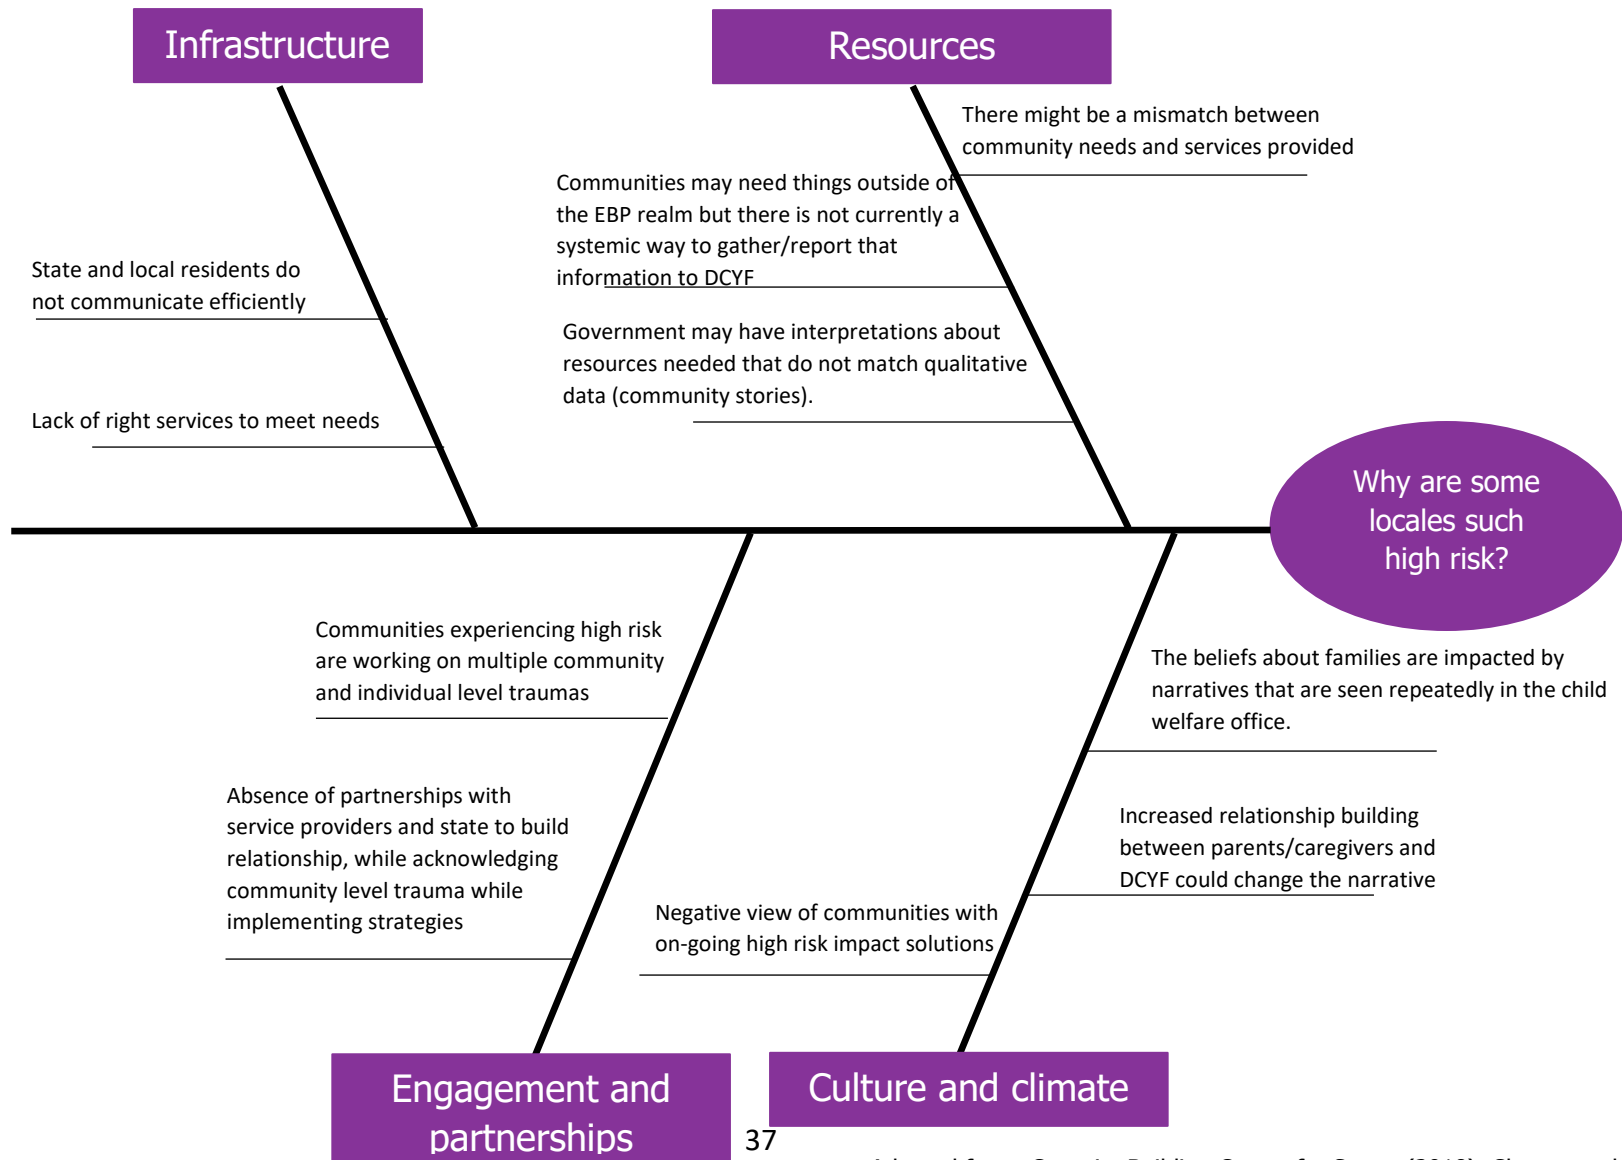 Infrastructure
Resources
There might be a mismatch between
community needs and services provided
Communities may need things outside of
the EBP realm but there is not currently a
systemic way to gather/report that
information to DCYF
State and local residents do
not communicate efficiently
Government may have interpretations about
resources needed that do not match qualitative
data (community stories).
Lack of right services to meet needs
Why are some
locales such
high risk?
Communities experiencing high risk
are working on multiple community
and individual level traumas
The beliefs about families are impacted by
narratives that are seen repeatedly in the child
welfare office.
Absence of partnerships with
service providers and state to build
relationship, while acknowledging
community level trauma while
implementing strategies
Increased relationship building
between parents/caregivers and
DCYF could change the narrative
Negative view of communities with
on-going high risk impact solutions
Engagement and
partnerships
Culture and climate
37